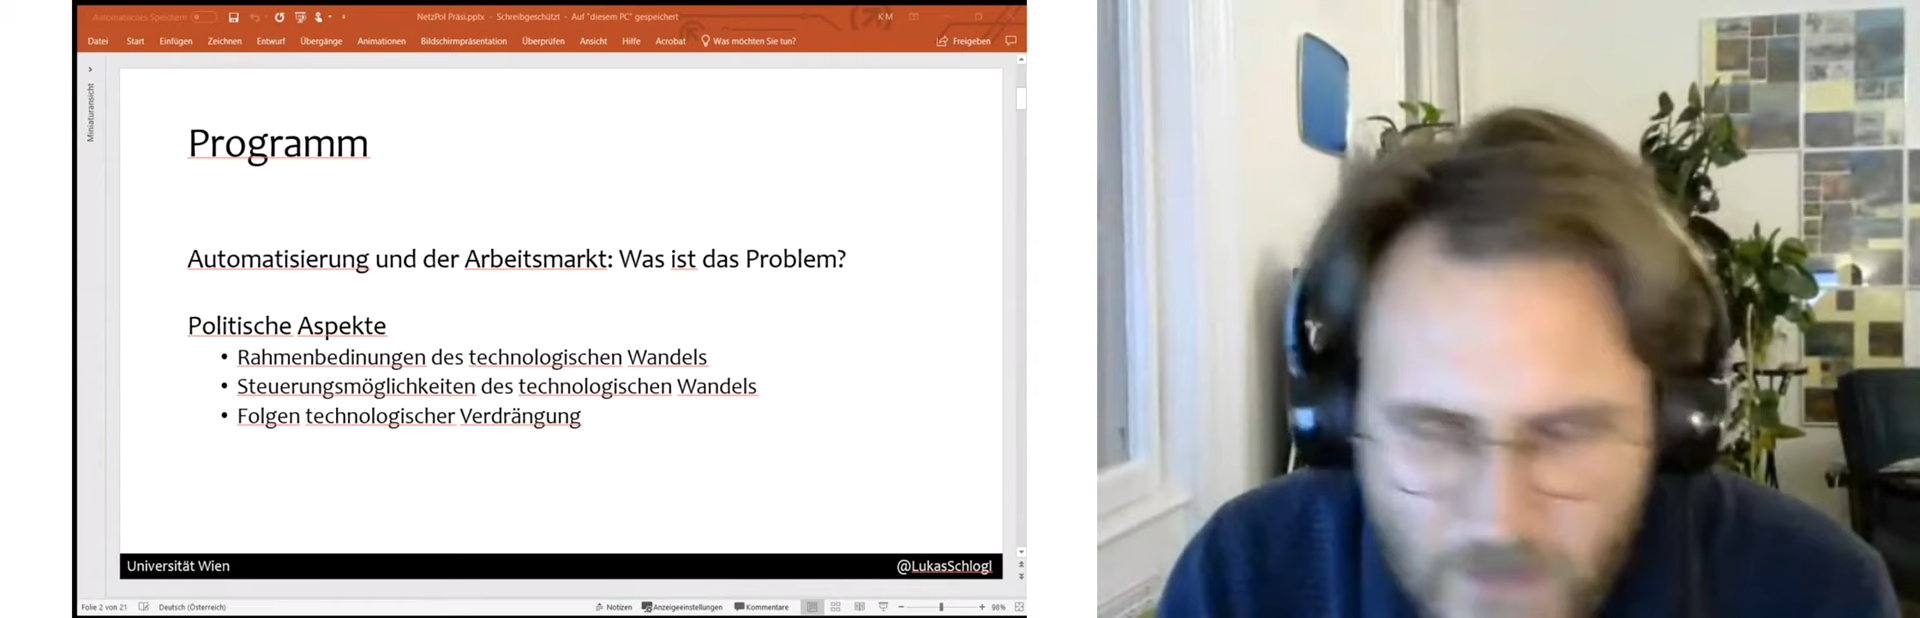 Automatisches Speichern
NetzPol Präsi.pptx - Schreibgeschützt - Auf "diesem PC" gespeichert
K M
Datei Start Einfügen Zeichnen Entwurf Übergänge Animationen Bildschirmpräsentation Überprüfen Ansicht Hilfe Acrobat Was möchten Sie tun? Freigeben
Miniaturansicht
Programm
Automatisierung und der Arbeitsmarkt: Was ist das Problem?
Politische Aspekte
• Rahmenbedinungen des technologischen Wandels
• Steuerungsmöglichkeiten des technologischen Wandels
• Folgen technologischer Verdrängung
Universität Wien @LukasSchlogl
Folie 2 von 21 Deutsch (Österreich) Notizen Anzeigeeinstellungen Kommentare 98%